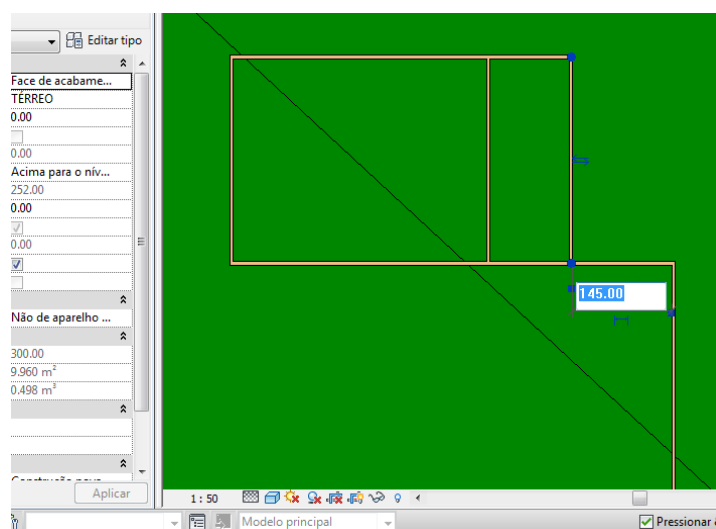 Editar tipo
Face de acabame...
TÉRREO
0.00
0.00
Acima para o nív...
252.00
0.00
0.00
Não de aparelho ...
300.00
9.960 m²
0.498 m³
Aplicar
145.00
1 : 50
Modelo principal
Pressionar